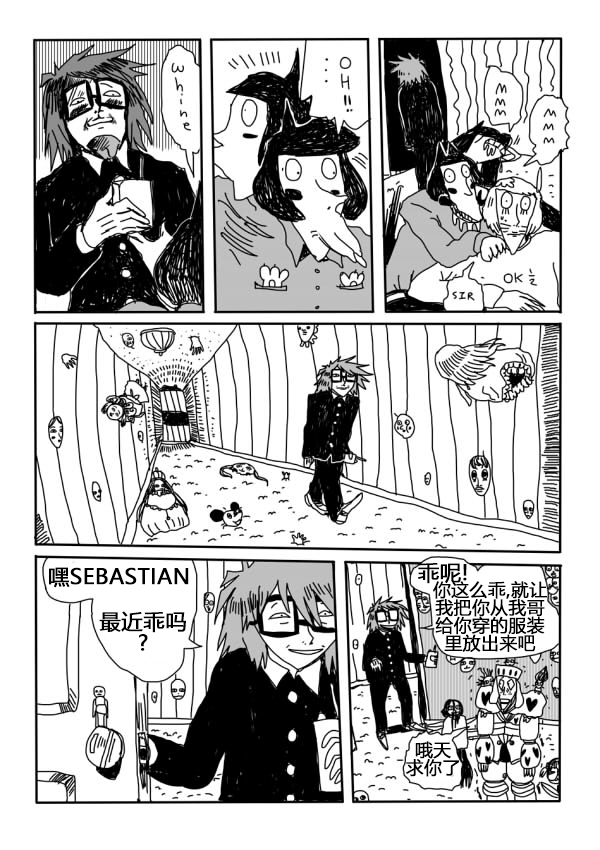 whine
...OH!!
mmm
mmm
OK ½
SIR
嘿SEBASTIAN
最近乖吗
?
乖呢!
你这么乖,就让
我把你从我哥
给你穿的服装
里放出来吧
哦天
求你了